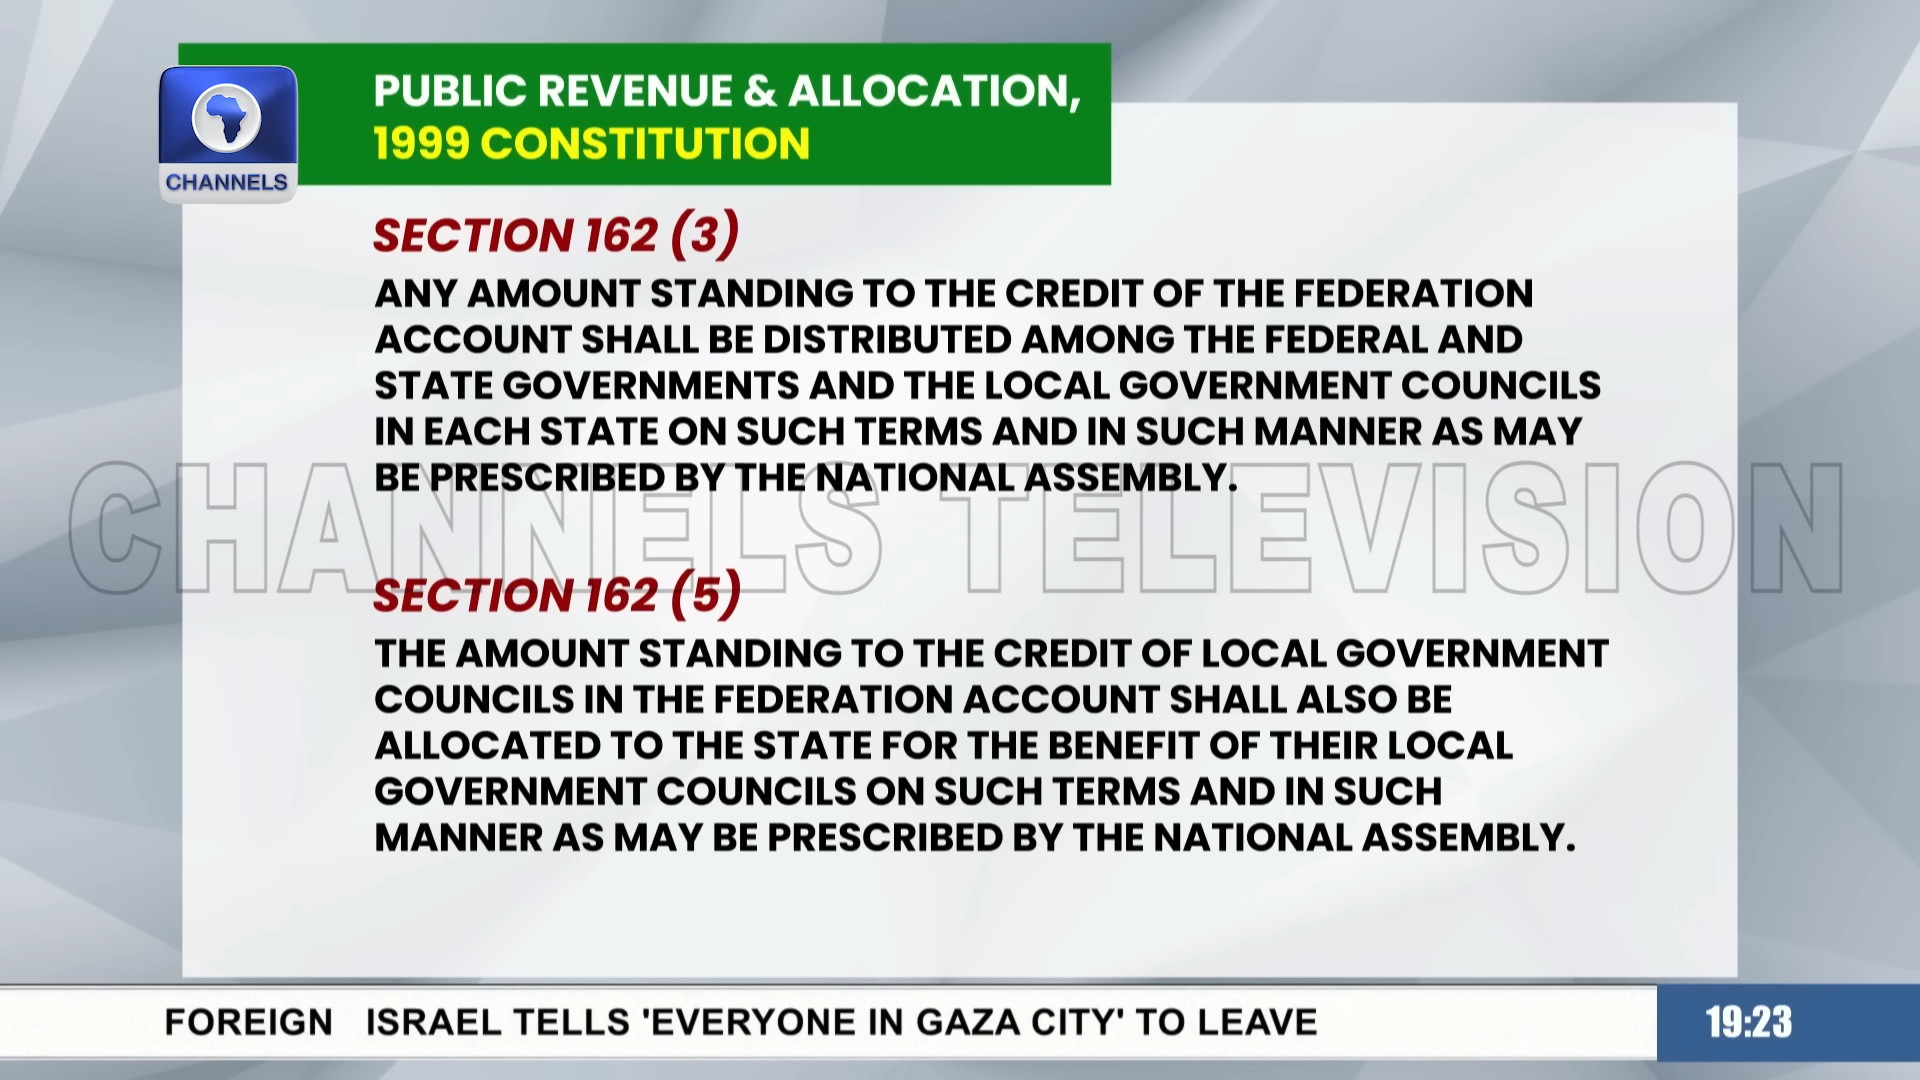 PUBLIC REVENUE & ALLOCATION,
1999 CONSTITUTION
CHANNELS
SECTION 162 (3)
ANY AMOUNT STANDING TO THE CREDIT OF THE FEDERATION
ACCOUNT SHALL BE DISTRIBUTED AMONG THE FEDERAL AND
STATE GOVERNMENTS AND THE LOCAL GOVERNMENT COUNCILS
IN EACH STATE ON SUCH TERMS AND IN SUCH MANNER AS MAY
BE PRESCRIBED BY THE NATIONAL ASSEMBLY.
CHANNELS TELEVISION
SECTION 162 (5)
THE AMOUNT STANDING TO THE CREDIT OF LOCAL GOVERNMENT
COUNCILS IN THE FEDERATION ACCOUNT SHALL ALSO BE
ALLOCATED TO THE STATE FOR THE BENEFIT OF THEIR LOCAL
GOVERNMENT COUNCILS ON SUCH TERMS AND IN SUCH
MANNER AS MAY BE PRESCRIBED BY THE NATIONAL ASSEMBLY.
FOREIGN ISRAEL TELLS 'EVERYONE IN GAZA CITY' TO LEAVE
19:23